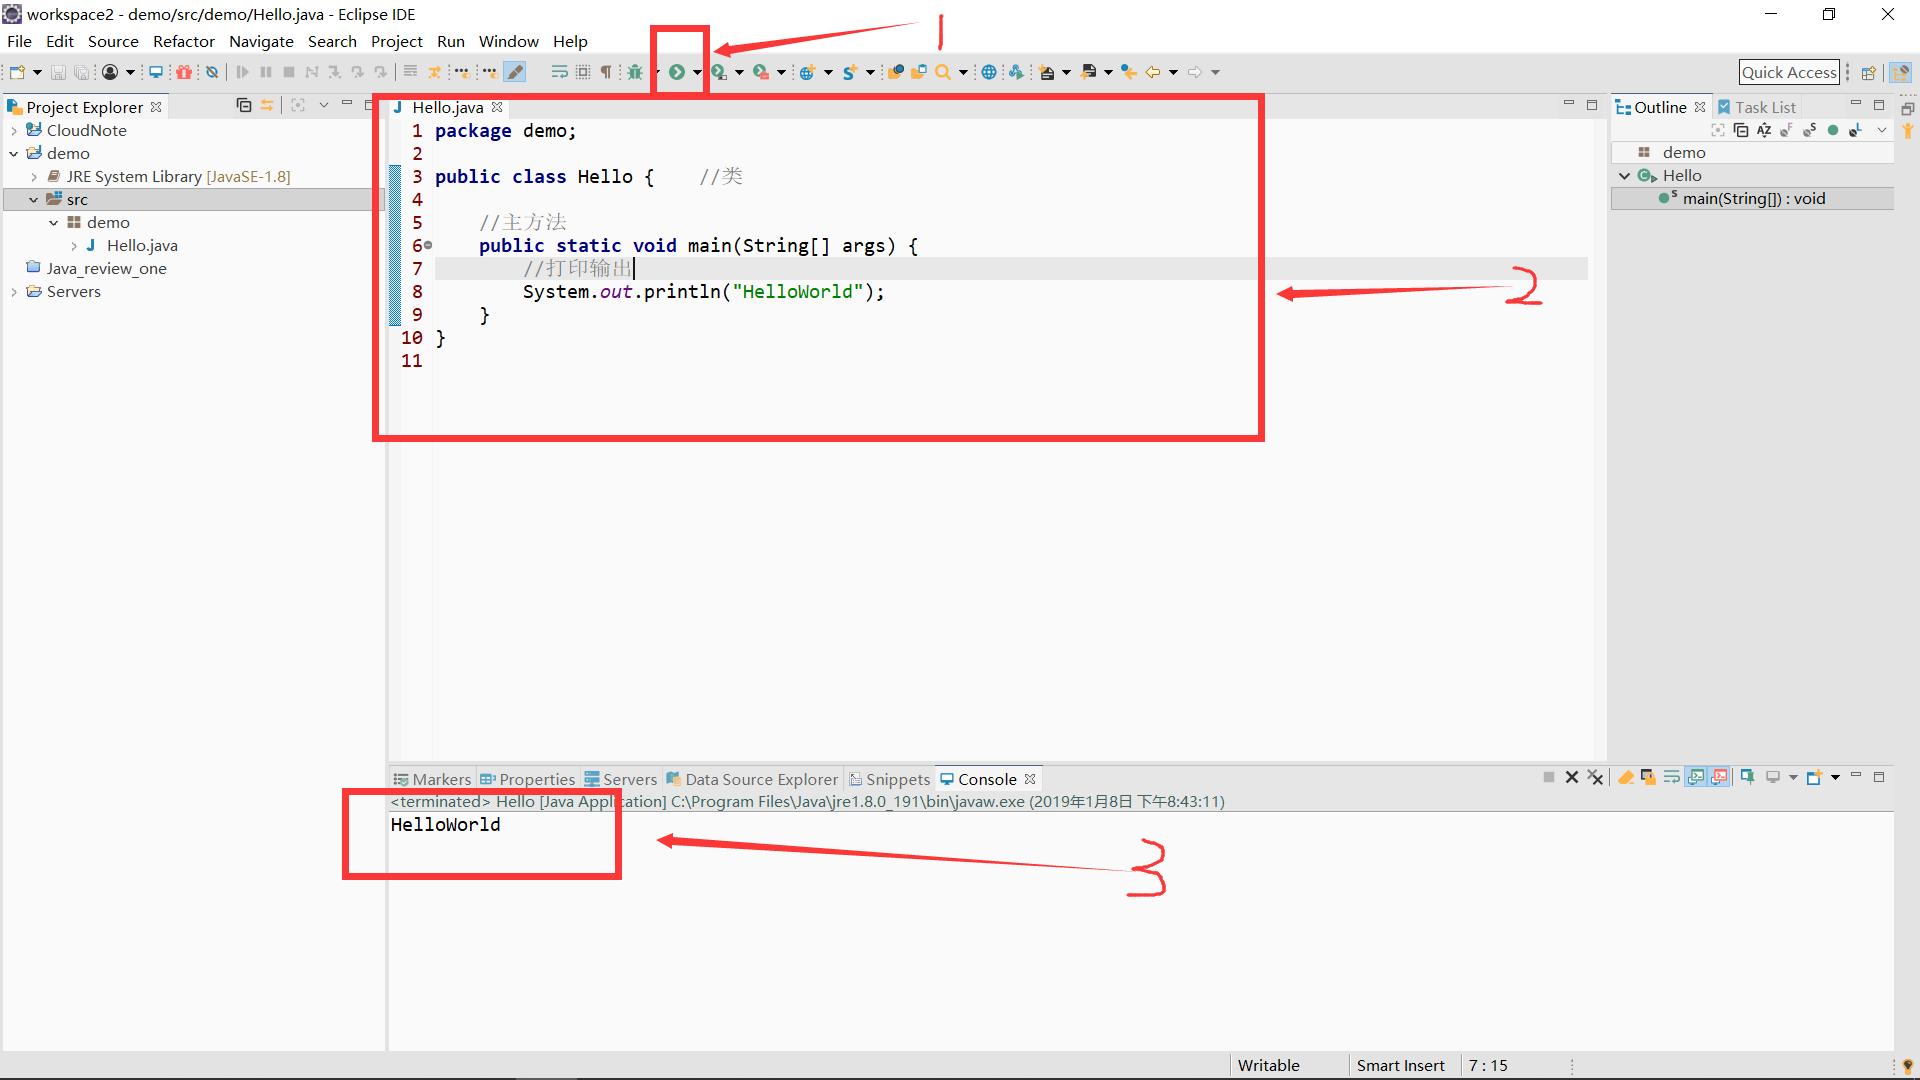 workspace2 - demo/src/demo/Hello.java - Eclipse IDE
File Edit Source Refactor Navigate Search Project Run Window Help
1
Quick Access
Project Explorer
CloudNote
demo
JRE System Library [JavaSE-1.8]
src
demo
Hello.java
Java_review_one
Servers
Hello.java
1 package demo;
2
3 public class Hello {    //类
4
5     //主方法
6     public static void main(String[] args) {
7         //打印输出
8         System.out.println("HelloWorld");
9     }
10 }
11
2
Outline Task List
demo
Hello
main(String[]) : void
Markers Properties Servers Data Source Explorer Snippets Console
<terminated> Hello [Java Application] C:\Program Files\Java\jre1.8.0_191\bin\javaw.exe (2019年1月8日 下午8:43:11)
HelloWorld
3
Writable Smart Insert 7 : 15